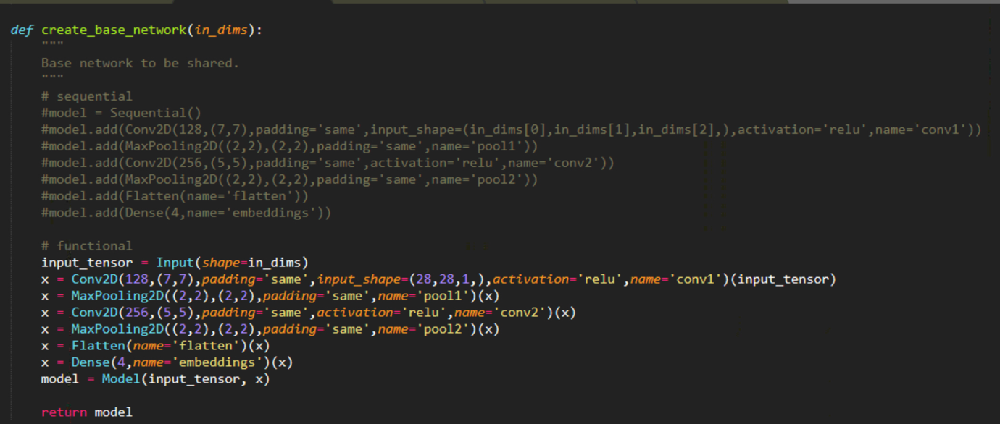 def create_base_network(in_dims):
"""
Base network to be shared.
"""
# sequential
#model = Sequential()
#model.add(Conv2D(128,(7,7),padding='same',input_shape=(in_dims[0],in_dims[1],in_dims[2],),activation='relu',name='conv1'))
#model.add(MaxPooling2D((2,2),(2,2),padding='same',name='pool1'))
#model.add(Conv2D(256,(5,5),padding='same',activation='relu',name='conv2'))
#model.add(MaxPooling2D((2,2),(2,2),padding='same',name='pool2'))
#model.add(Flatten(name='flatten'))
#model.add(Dense(4,name='embeddings'))
# functional
input_tensor = Input(shape=in_dims)
x = Conv2D(128,(7,7),padding='same',input_shape=(28,28,1,),activation='relu',name='conv1')(input_tensor)
x = MaxPooling2D((2,2),(2,2),padding='same',name='pool1')(x)
x = Conv2D(256,(5,5),padding='same',activation='relu',name='conv2')(x)
x = MaxPooling2D((2,2),(2,2),padding='same',name='pool2')(x)
x = Flatten(name='flatten')(x)
x = Dense(4,name='embeddings')(x)
model = Model(input_tensor, x)
return model